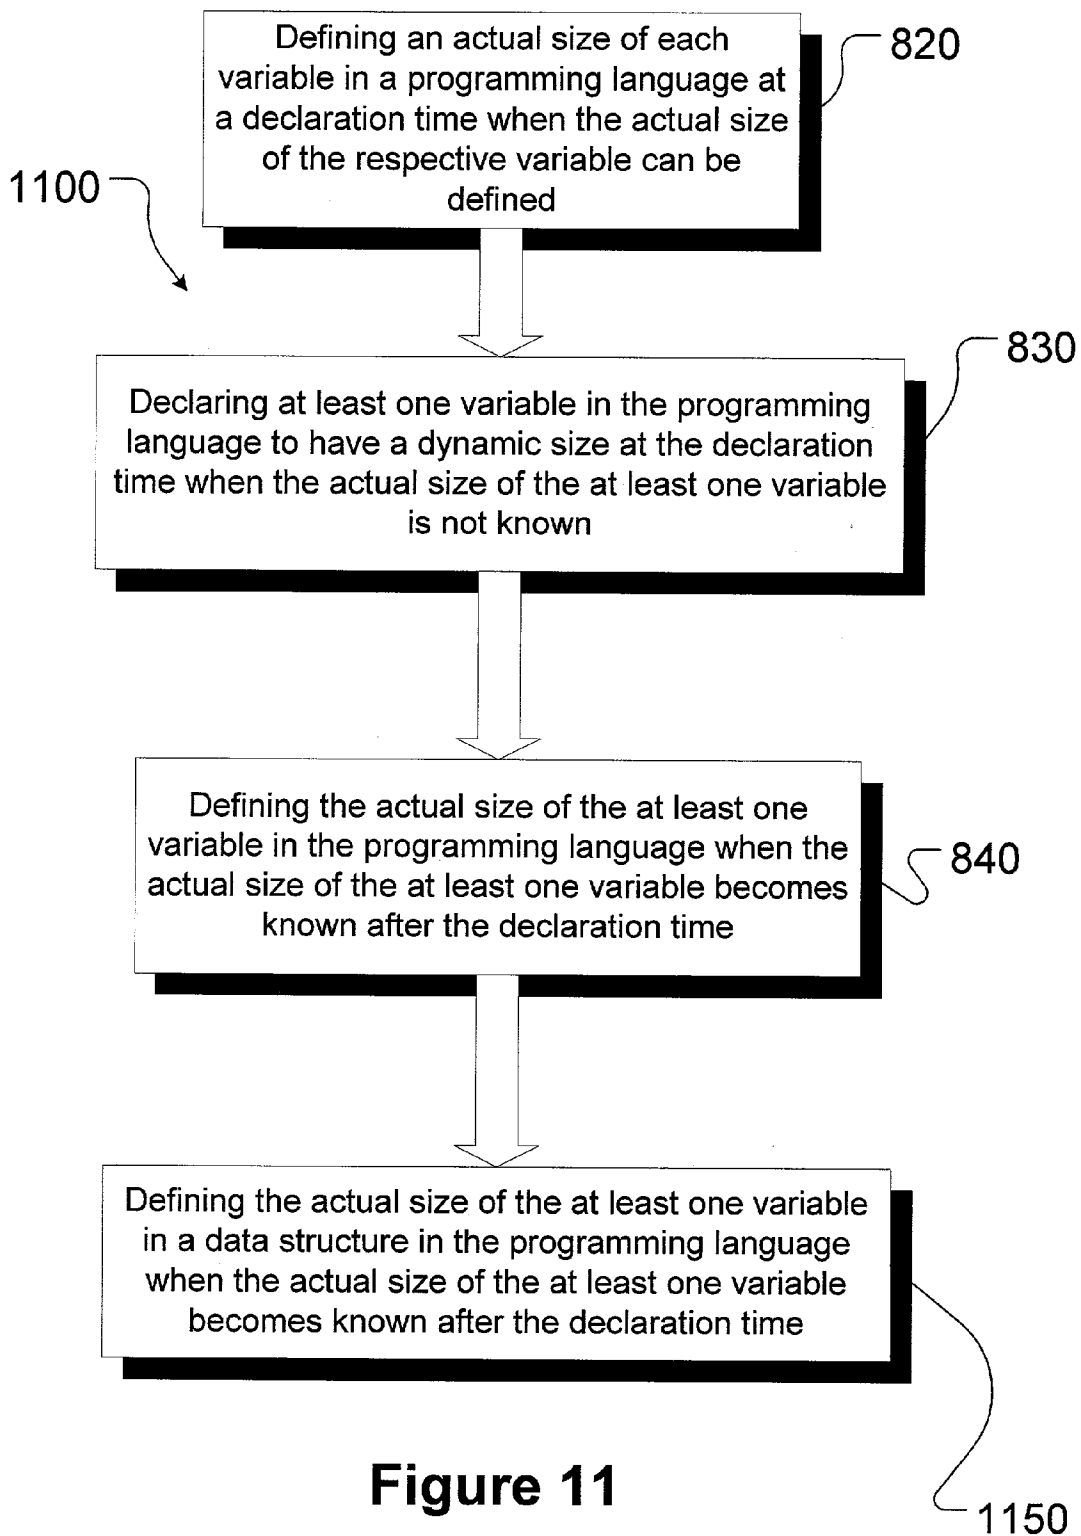 Defining an actual size of each
variable in a programming language at
a declaration time when the actual size
of the respective variable can be
defined
820
1100
Declaring at least one variable in the programming
language to have a dynamic size at the declaration
time when the actual size of the at least one variable
is not known
830
Defining the actual size of the at least one
variable in the programming language when the
actual size of the at least one variable becomes
known after the declaration time
840
Defining the actual size of the at least one variable
in a data structure in the programming language
when the actual size of the at least one variable
becomes known after the declaration time
1150
Figure 11